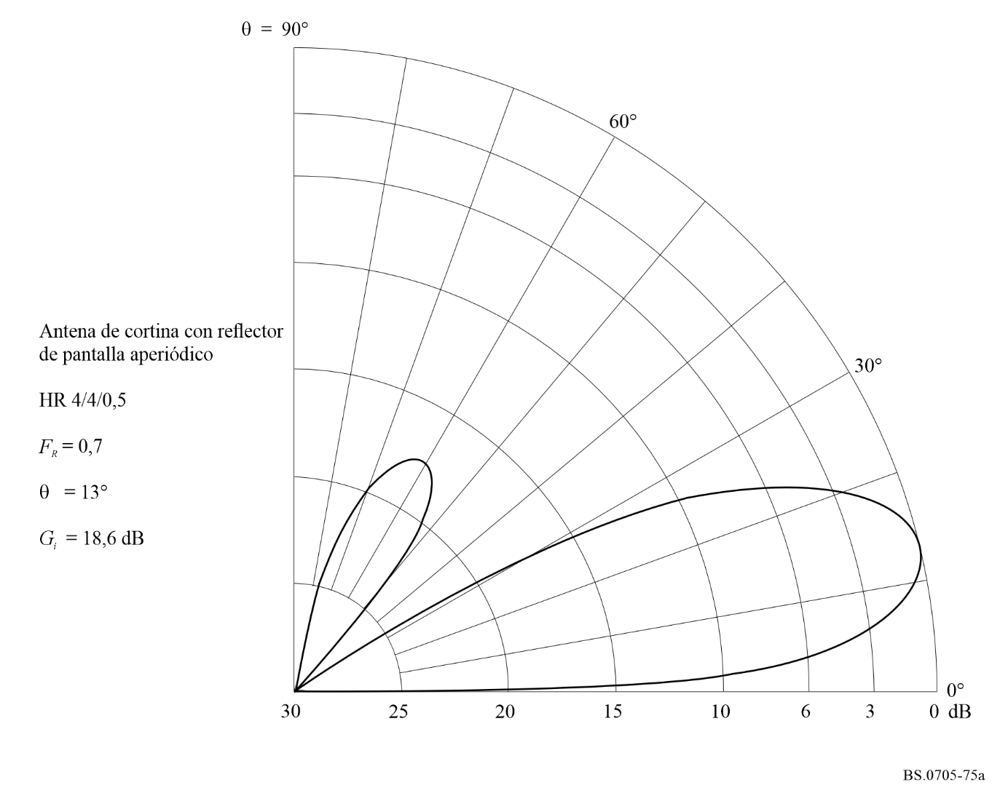 θ = 90°
60°
30°
Antena de cortina con reflector
de pantalla aperiódico
HR 4/4/0,5
F_R = 0,7
θ = 13°
G_i = 18,6 dB
0°
30 25 20 15 10 6 3 0 dB
BS.0705-75a